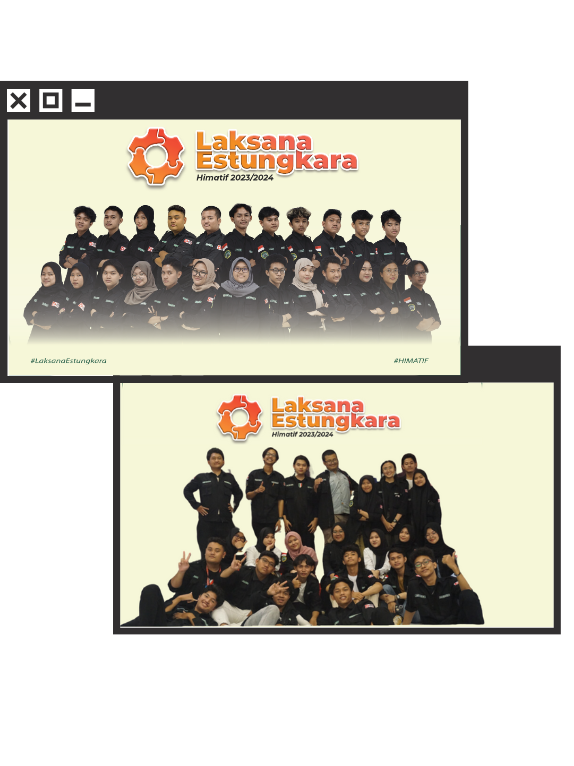 Laksana
Estungkara
Himatif 2023/2024
#LaksanaEstungkara
#HIMATIF
Laksana
Estungkara
Himatif 2023/2024